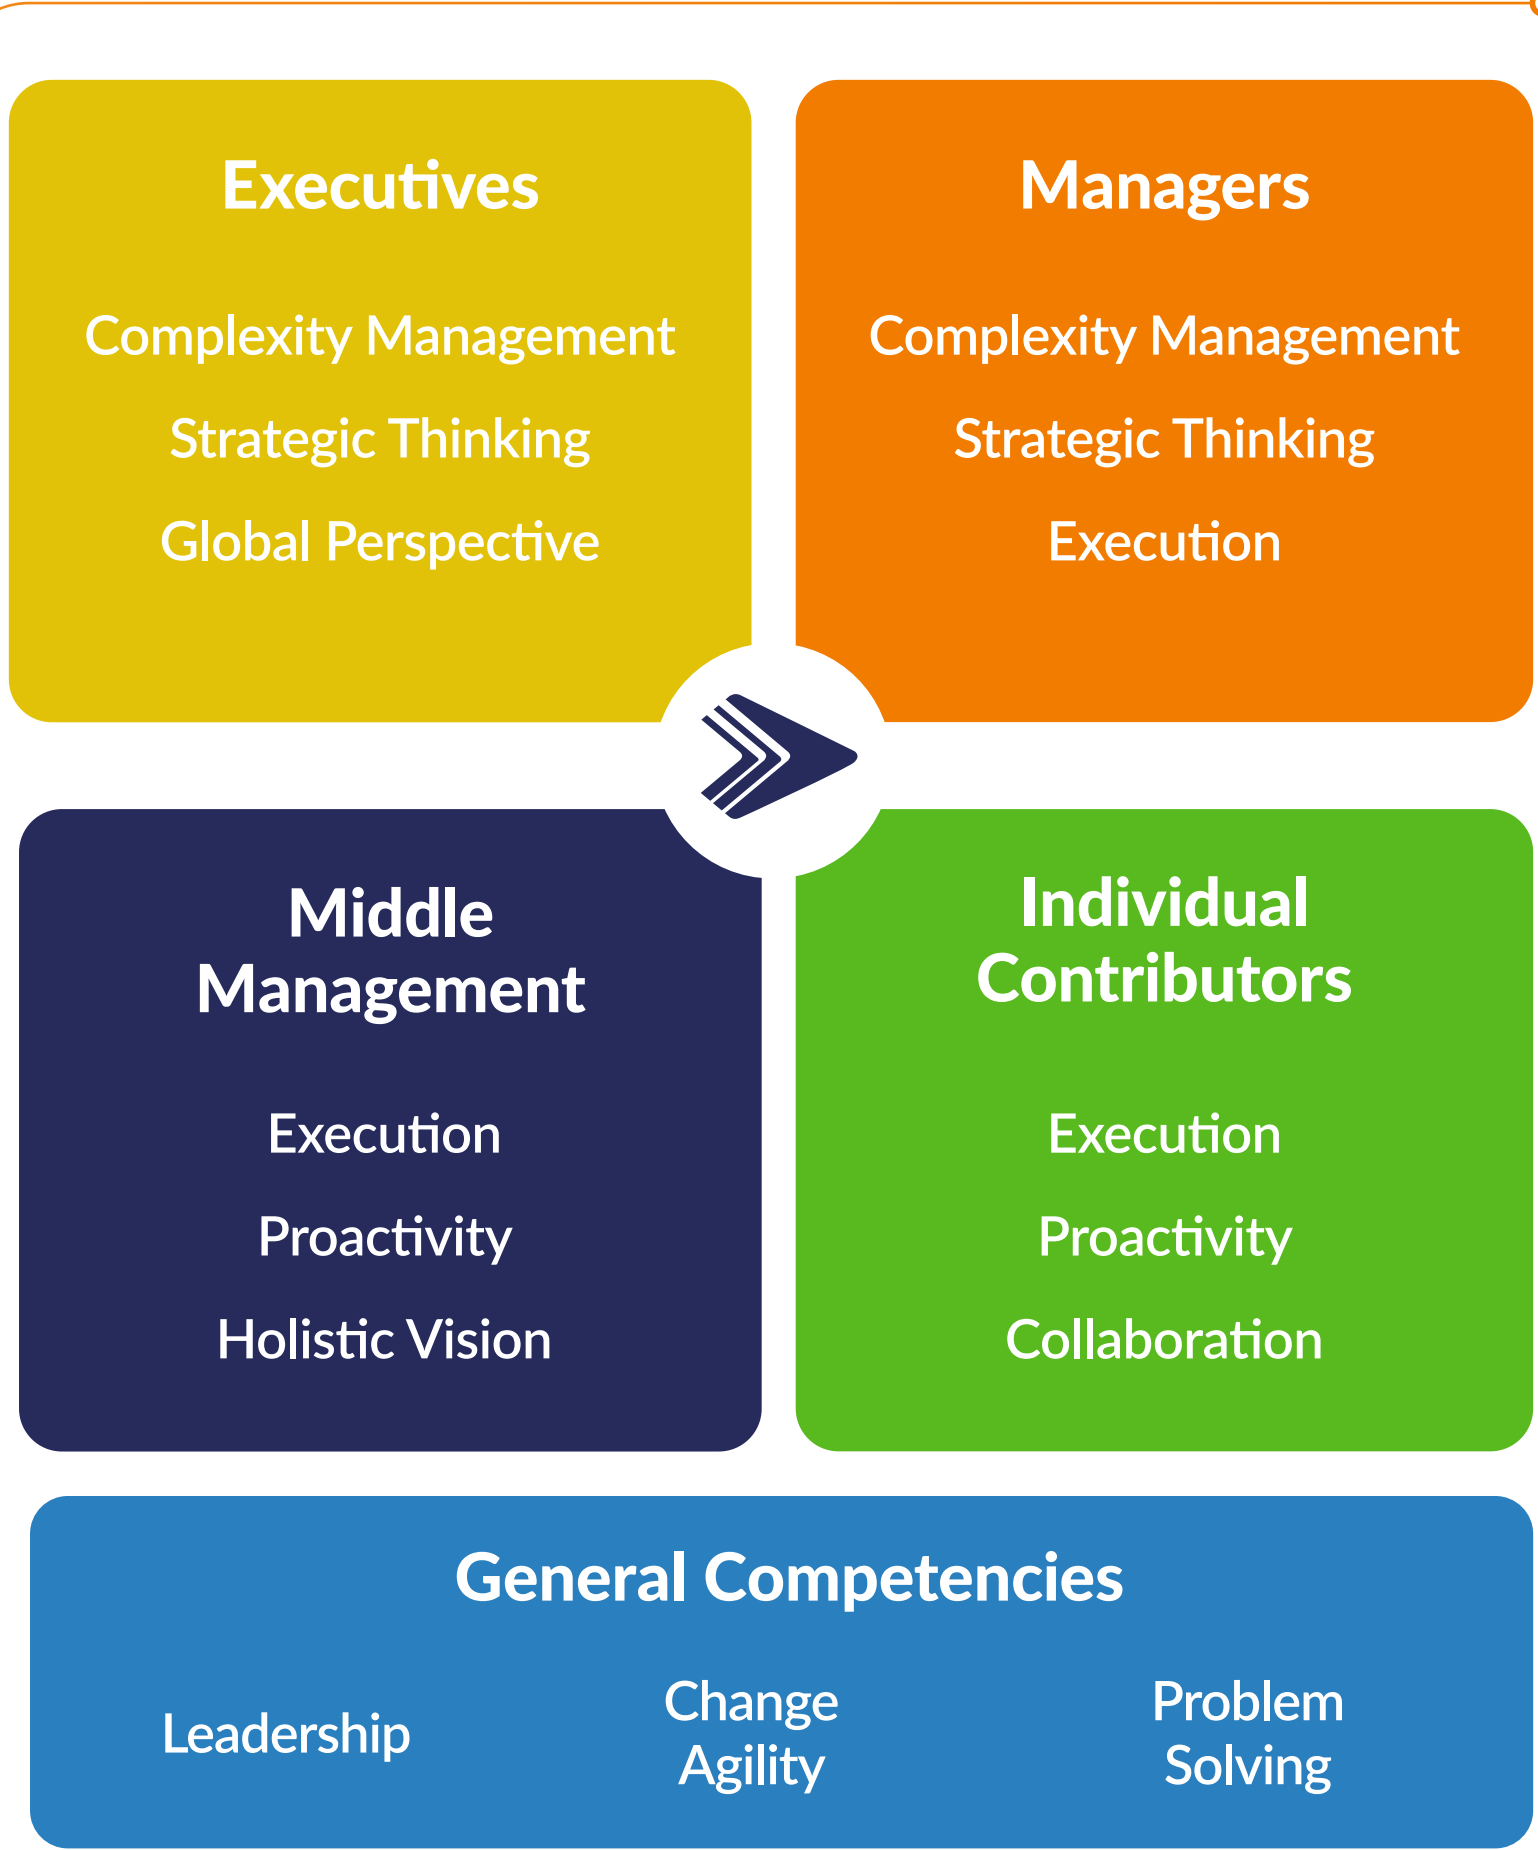 Executives
Complexity Management
Strategic Thinking
Global Perspective
Managers
Complexity Management
Strategic Thinking
Execution
Middle
Management
Execution
Proactivity
Holistic Vision
Individual
Contributors
Execution
Proactivity
Collaboration
General Competencies
Leadership
Change
Agility
Problem
Solving